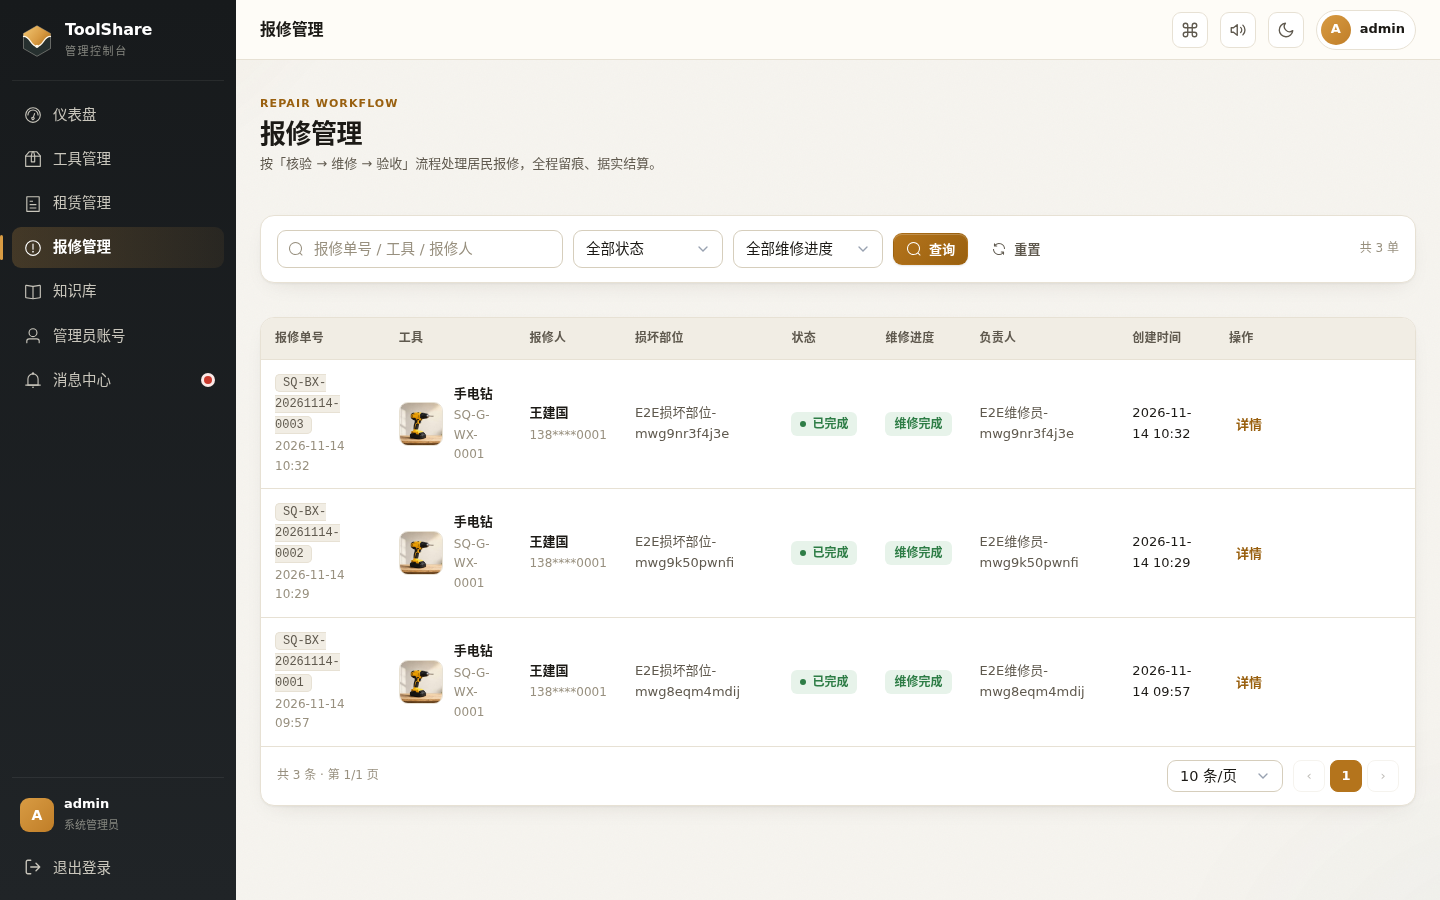 ToolShare
管理控制台
仪表盘
工具管理
租赁管理
报修管理
知识库
管理员账号
消息中心
A
admin
系统管理员
退出登录
报修管理
A
admin
REPAIR WORKFLOW
报修管理
按「核验 → 维修 → 验收」流程处理居民报修，全程留痕、据实结算。
报修单号 / 工具 / 报修人
全部状态
全部维修进度
查询
重置
共 3 单
报修单号
工具
报修人
损坏部位
状态
维修进度
负责人
创建时间
操作
SQ-BX-
20261114-
0003
2026-11-14
10:32
手电钻
SQ-G-
WX-
0001
王建国
138****0001
E2E损坏部位-
mwg9nr3f4j3e
已完成
维修完成
E2E维修员-
mwg9nr3f4j3e
2026-11-
14 10:32
详情
SQ-BX-
20261114-
0002
2026-11-14
10:29
手电钻
SQ-G-
WX-
0001
王建国
138****0001
E2E损坏部位-
mwg9k50pwnfi
已完成
维修完成
E2E维修员-
mwg9k50pwnfi
2026-11-
14 10:29
详情
SQ-BX-
20261114-
0001
2026-11-14
09:57
手电钻
SQ-G-
WX-
0001
王建国
138****0001
E2E损坏部位-
mwg8eqm4mdij
已完成
维修完成
E2E维修员-
mwg8eqm4mdij
2026-11-
14 09:57
详情
共 3 条 · 第 1/1 页
10 条/页
‹
1
›